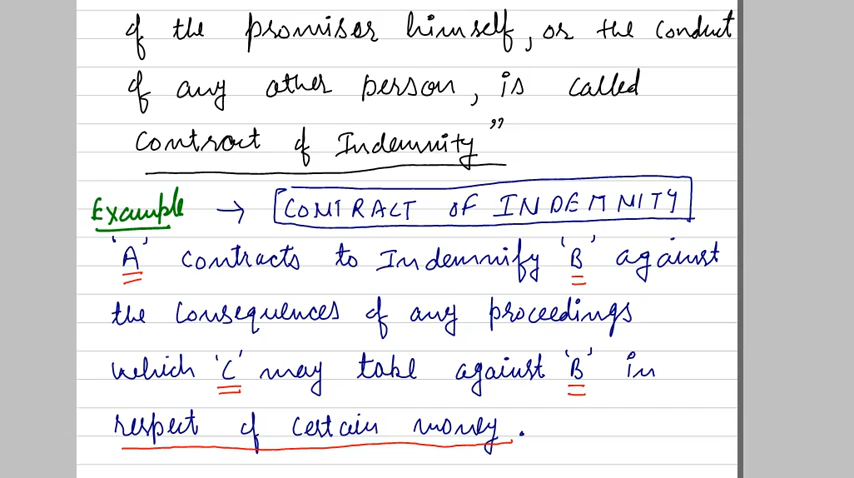 of the promiser himself, or the conduct
of any other person, is called
Contract of Indemnity”
Example → CONTRACT OF INDEMNITY
'A' contracts to Indemnify 'B' against
the consequences of any proceedings
which 'C' may take against 'B' in
respect of certain money.